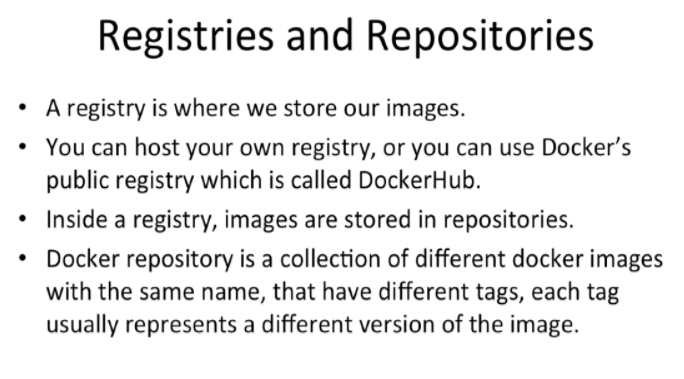 Registries and Repositories
• A registry is where we store our images.
• You can host your own registry, or you can use Docker's
public registry which is called DockerHub.
• Inside a registry, images are stored in repositories.
• Docker repository is a collection of different docker images
with the same name, that have different tags, each tag
usually represents a different version of the image.